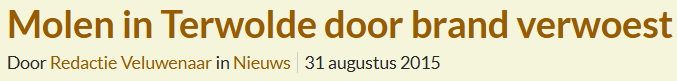 Molen in Terwolde door brand verwoest
Door Redactie Veluwenaar in Nieuws | 31 augustus 2015